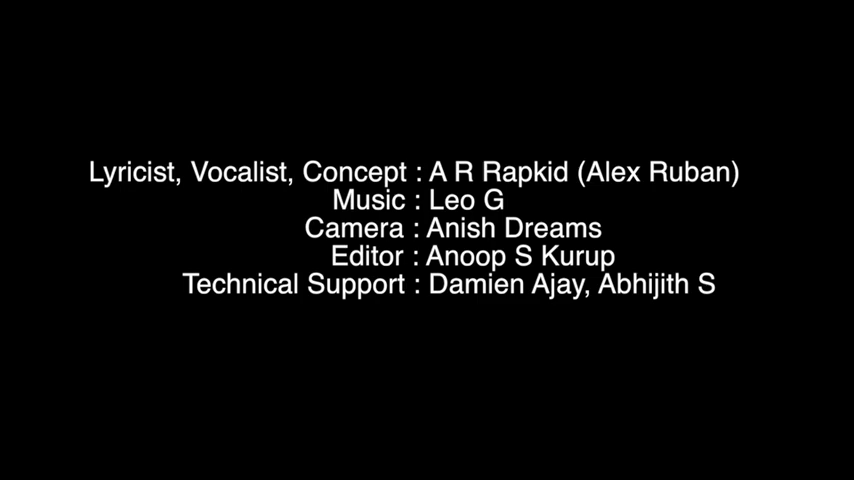 Lyricist, Vocalist, Concept : A R Rapkid (Alex Ruban)
Music : Leo G
Camera : Anish Dreams
Editor : Anoop S Kurup
Technical Support : Damien Ajay, Abhijith S